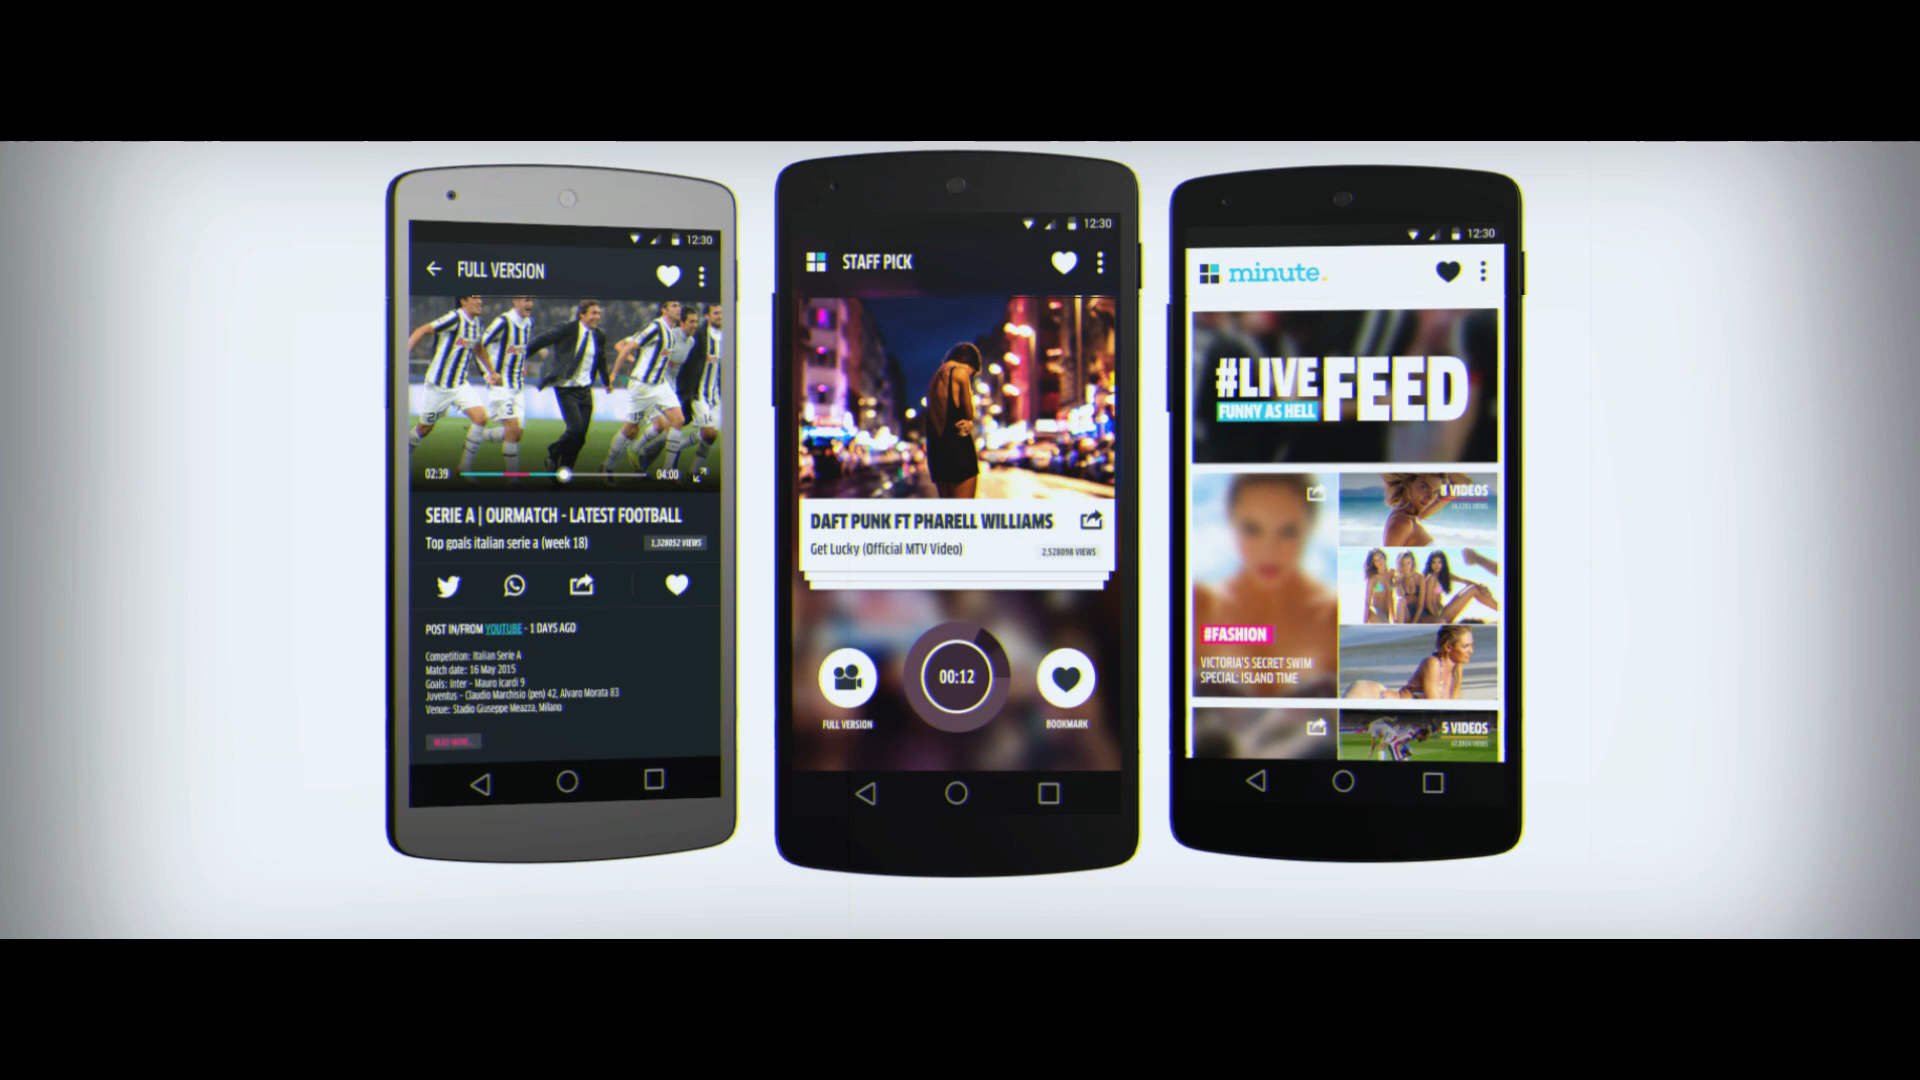 12:30
FULL VERSION
02:39
04:00
SERIE A | OURMATCH - LATEST FOOTBALL
Top goals italian serie a (week 18)
1,328052 VIEWS
POST IN/FROM YOUTUBE - 1 DAYS AGO
Competition: Italian Serie A
Match date: 16 May 2015
Goals: Inter - Mauro Icardi 9
Juventus - Claudio Marchisio (pen) 42, Alvaro Morata 83
Venue: Stadio Giuseppe Meazza, Milano
READ MORE...
12:30
STAFF PICK
DAFT PUNK FT PHARELL WILLIAMS
Get Lucky (Official MTV Video)
2,528098 VIEWS
00:12
FULL VERSION
BOOKMARK
12:30
minute.
#LIVE FEED
FUNNY AS HELL
8 VIDEOS
#FASHION
VICTORIA'S SECRET SWIM
SPECIAL: ISLAND TIME
5 VIDEOS